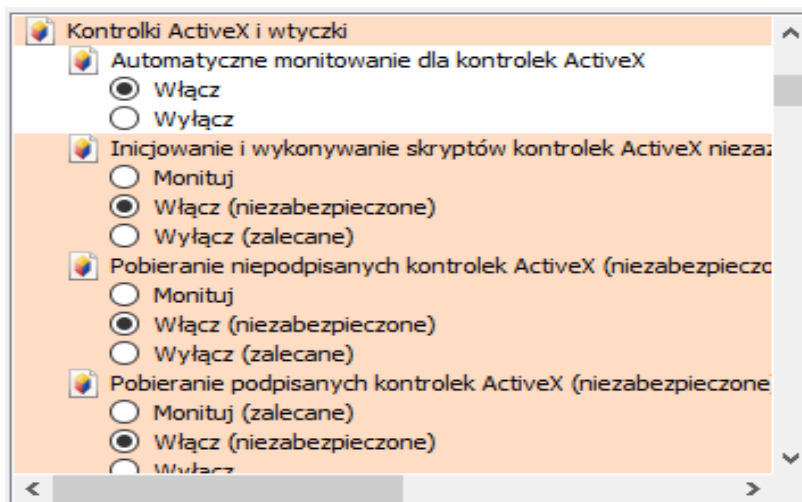 Kontrolki ActiveX i wtyczki
Automatyczne monitowanie dla kontrolek ActiveX
Włącz
Wyłącz
Inicjowanie i wykonywanie skryptów kontrolek ActiveX
Monituj
Włącz (niezabezpieczone)
Wyłącz (zalecane)
Pobieranie niepodpisanych kontrolek ActiveX
Monituj
Włącz (niezabezpieczone)
Wyłącz (zalecane)
Pobieranie podpisanych kontrolek ActiveX (niezabezpieczone
Monituj (zalecane)
Włącz (niezabezpieczone)